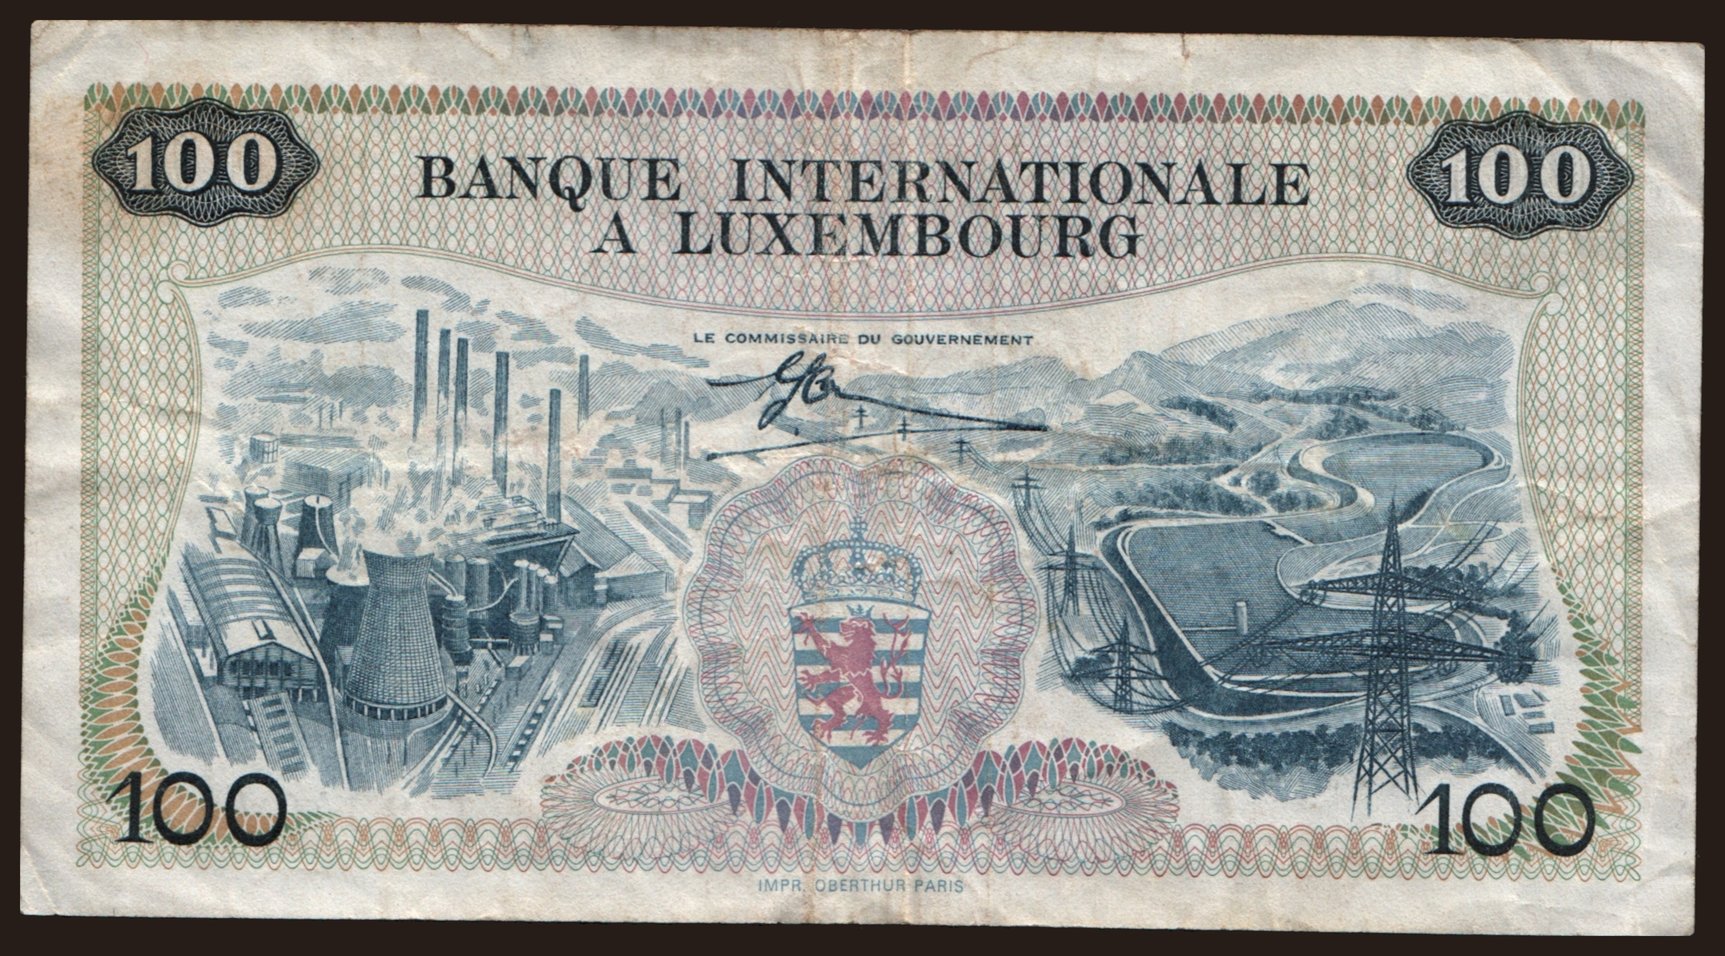 100
100
BANQUE INTERNATIONALE
A LUXEMBOURG
LE COMMISSAIRE DU GOUVERNEMENT
100
100
IMPR. OBERTHUR PARIS